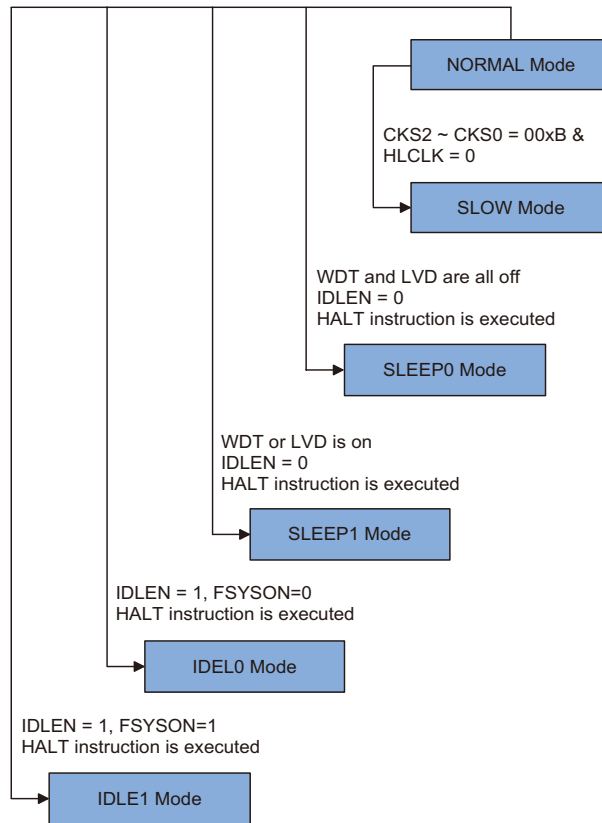 NORMAL Mode
CKS2 ~ CKS0 = 00xB &
HLCLK = 0
SLOW Mode
WDT and LVD are all off
IDLEN = 0
HALT instruction is executed
SLEEP0 Mode
WDT or LVD is on
IDLEN = 0
HALT instruction is executed
SLEEP1 Mode
IDLEN = 1, FSYSON=0
HALT instruction is executed
IDEL0 Mode
IDLEN = 1, FSYSON=1
HALT instruction is executed
IDLE1 Mode